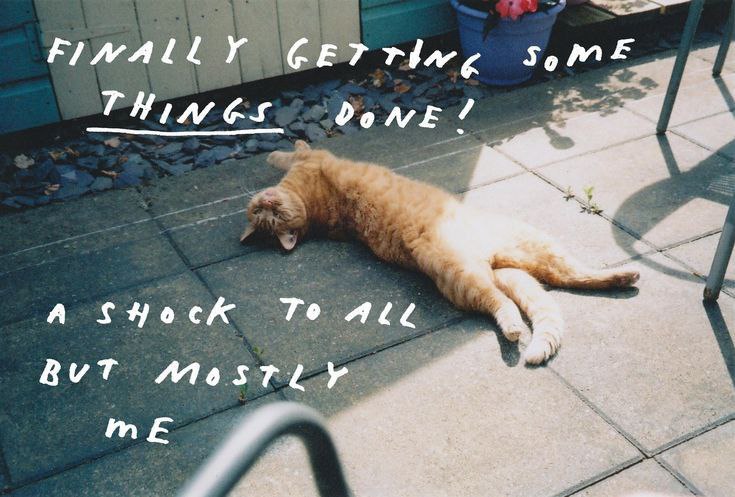 FINALLY GETTING SOME
THINGS DONE!
A SHOCK TO ALL
BUT MOSTLY
ME